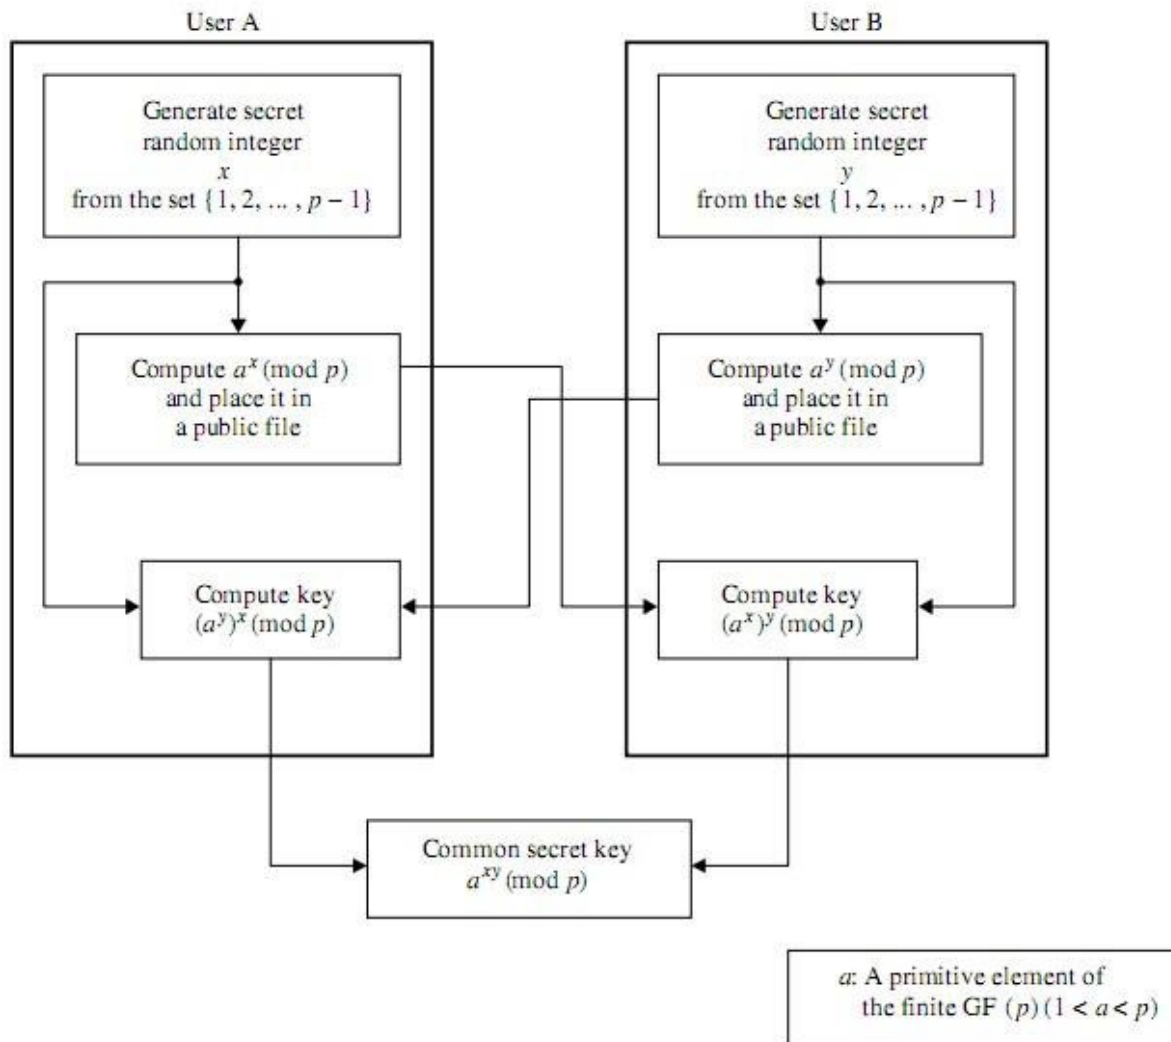 User A
Generate secret
random integer
x
from the set {1, 2, ... , p − 1}
Compute a^x (mod p)
and place it in
a public file
Compute key
(a^y)^x (mod p)
User B
Generate secret
random integer
y
from the set {1, 2, ... , p − 1}
Compute a^y (mod p)
and place it in
a public file
Compute key
(a^x)^y (mod p)
Common secret key
a^xy (mod p)
a: A primitive element of
the finite GF (p) (1 < a < p)